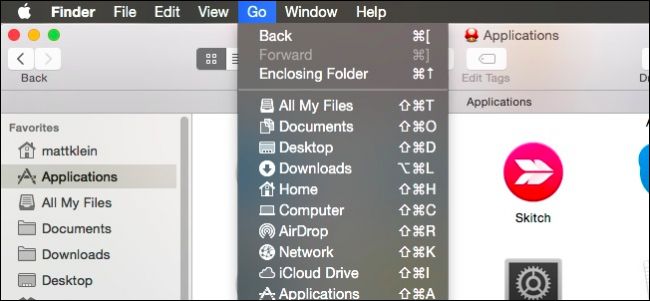 Finder File Edit View Go Window Help
Applications
Back
Edit Tags
Applications
Back ⌘[
Forward ⌘]
Enclosing Folder ⌘↑
All My Files ⇧⌘T
Documents ⇧⌘O
Desktop ⇧⌘D
Downloads ⌥⌘L
Home ⇧⌘H
Computer ⇧⌘C
AirDrop ⇧⌘R
Network ⇧⌘K
iCloud Drive ⇧⌘I
Applications ⇧⌘A
Favorites
mattklein
Applications
All My Files
Documents
Downloads
Desktop
Skitch